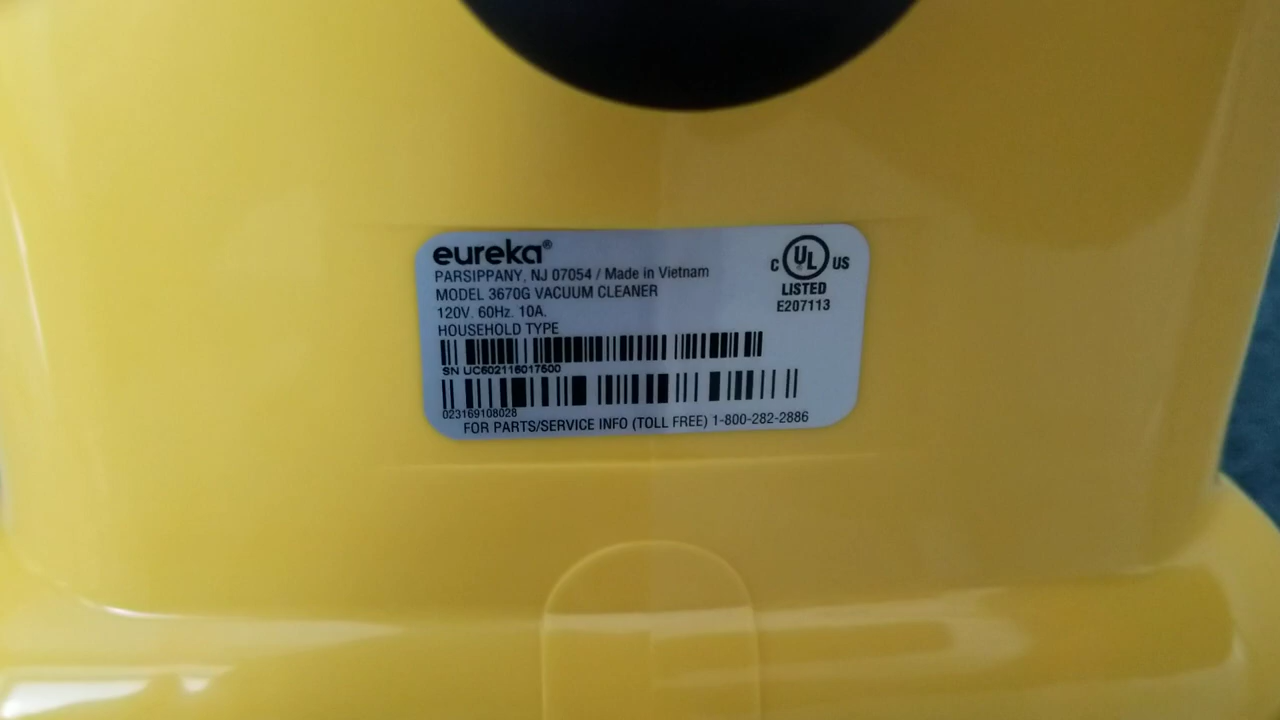 eureka®
PARSIPPANY, NJ 07054 / Made in Vietnam
MODEL 3670G VACUUM CLEANER
120V. 60Hz. 10A.
HOUSEHOLD TYPE
C UL US
LISTED
E207113
SN UC602116017600
023169108028
FOR PARTS/SERVICE INFO (TOLL FREE) 1-800-282-2886